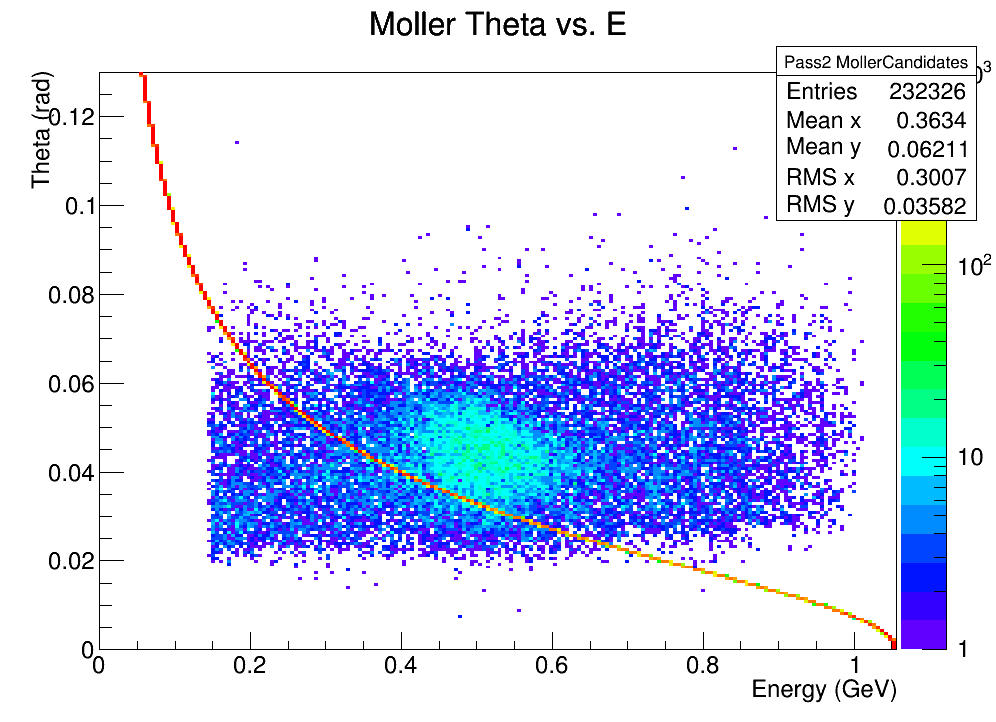 Moller Theta vs. E
Pass2 MollerCandidates
Entries 232326
Mean x 0.3634
Mean y 0.06211
RMS x 0.3007
RMS y 0.03582
Theta (rad)
0.12
0.1
0.08
0.06
0.04
0.02
0
0 0.2 0.4 0.6 0.8 1
Energy (GeV)
10²
10
1